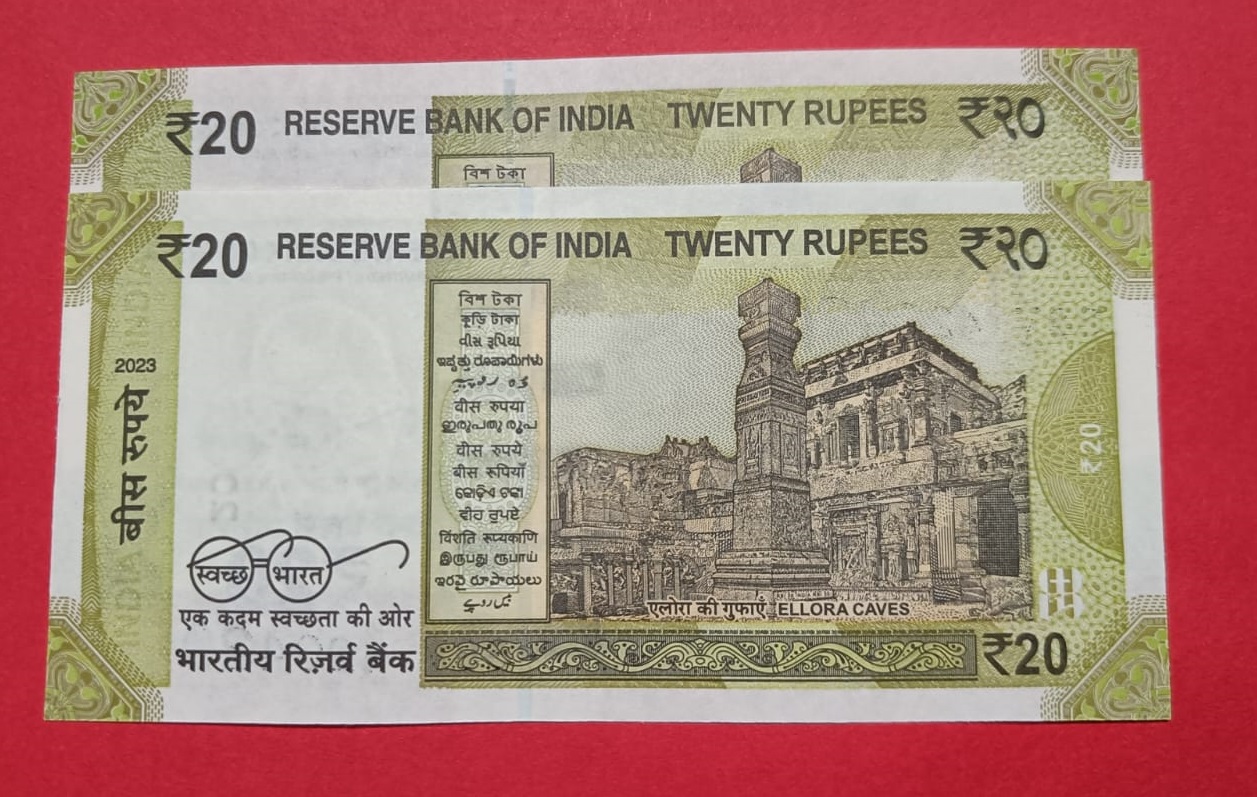 ₹20 RESERVE BANK OF INDIA TWENTY RUPEES ₹२०
বিশ টকা
₹20 RESERVE BANK OF INDIA TWENTY RUPEES ₹२०
বিশ টকা
কুড়ি টাকা
વીસ રૂપિયા
ಇಪ್ಪತ್ತು ರೂಪಾಯಿಗಳು
वीस रुपया
ഇരുപതു രൂപ
वीस रुपये
बीस रुपियाँ
କୋଡ଼ିଏ ଟଙ୍କା
ਵੀਹ ਰੁਪਏ
विंशति रूप्यकाणि
இருபது ரூபாய்
ఇరవై రూపాయలు
بیس روپے
2023
बीस रुपये
स्वच्छ भारत
एक कदम स्वच्छता की ओर
भारतीय रिज़र्व बैंक
एलोरा की गुफाएं ELLORA CAVES
₹20
₹20